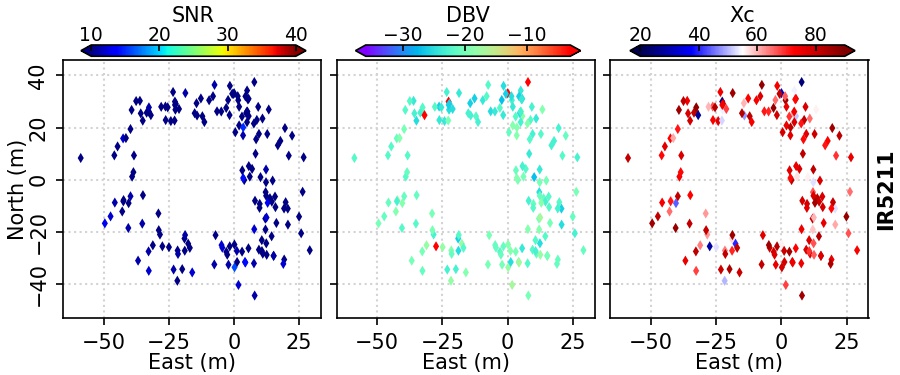 SNR DBV Xc
10 20 30 40 −30 −20 −10 20 40 60 80
40
20
0
−20
−40
North (m)
−50 −25 0 25 −50 −25 0 25 −50 −25 0 25
East (m) East (m) East (m)
IR5211